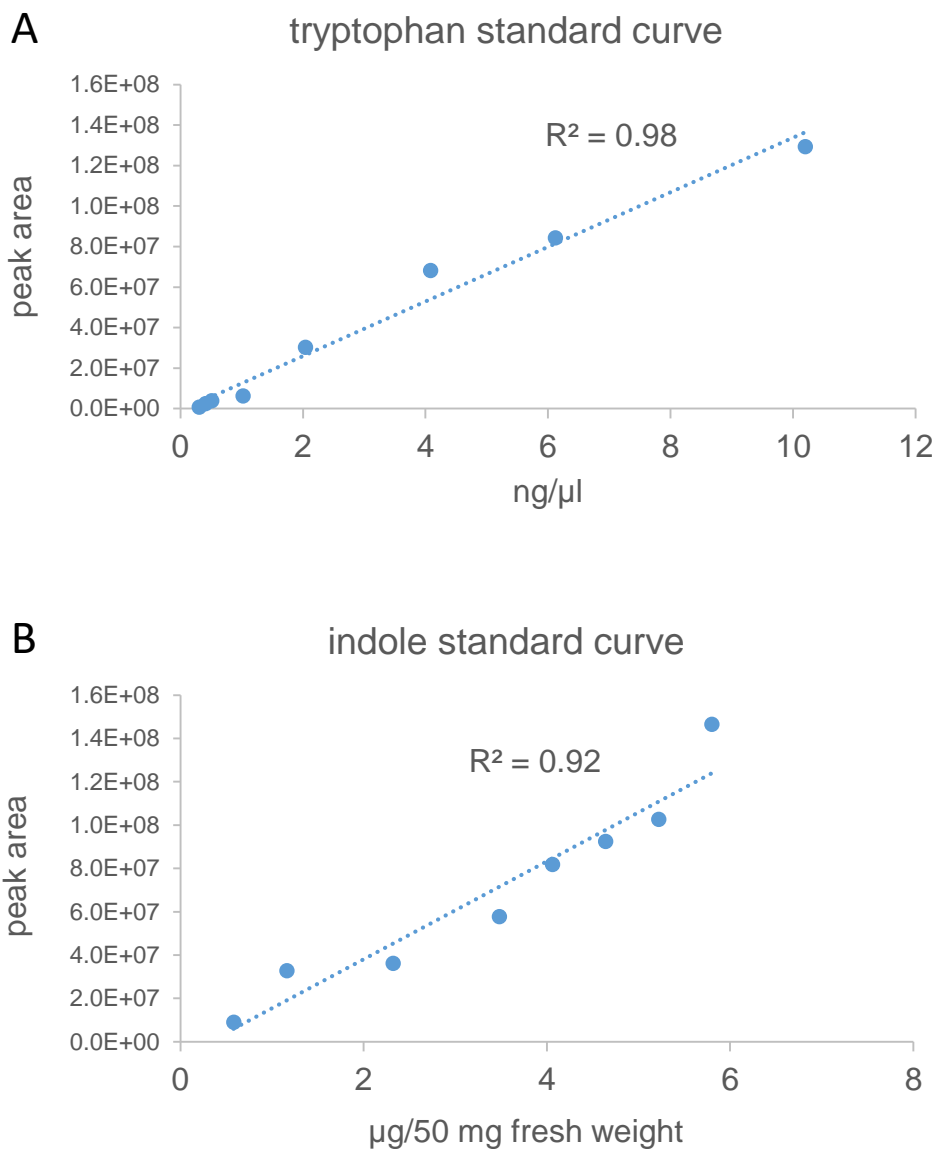 A
tryptophan standard curve
1.6E+08
1.4E+08
1.2E+08
1.0E+08
8.0E+07
6.0E+07
4.0E+07
2.0E+07
0.0E+00
peak area
R² = 0.98
0 2 4 6 8 10 12
ng/µl
B
indole standard curve
1.6E+08
1.4E+08
1.2E+08
1.0E+08
8.0E+07
6.0E+07
4.0E+07
2.0E+07
0.0E+00
peak area
R² = 0.92
0 2 4 6 8
µg/50 mg fresh weight